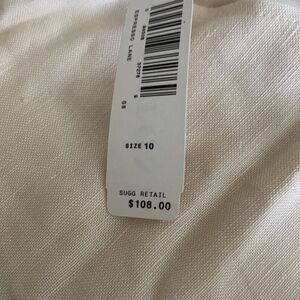 ESPRESSO LANE
SIZE 10
SUGG RETAIL
$108.00